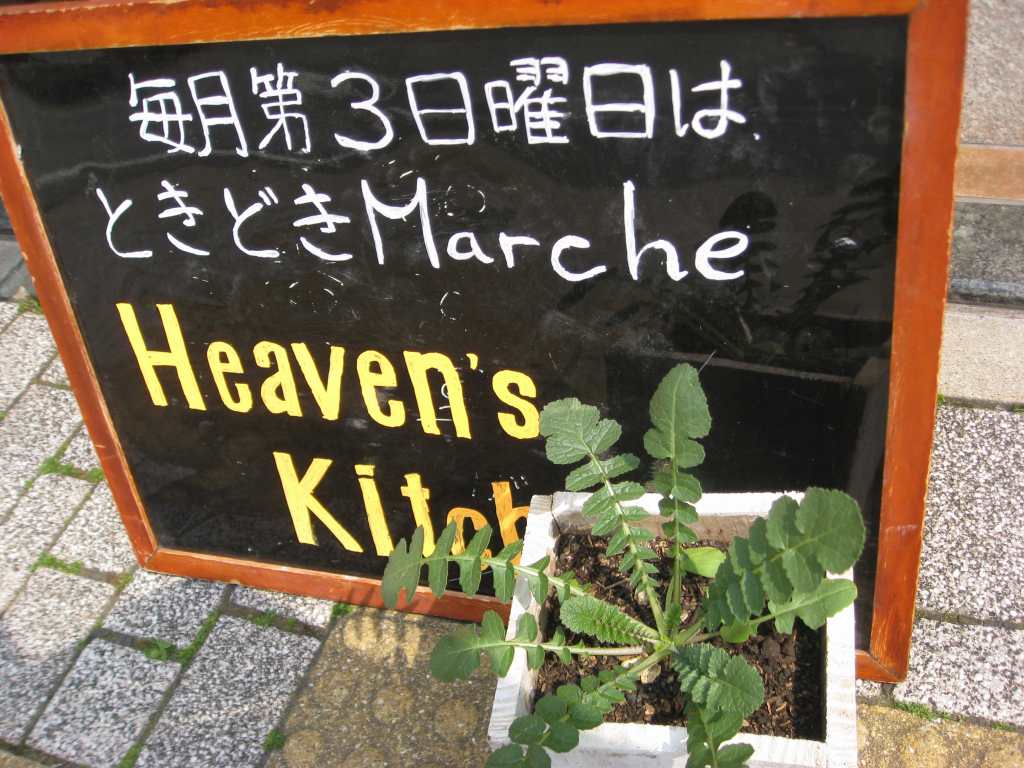 毎月第3日曜日は
ときどきMarche
Heaven's
Kitch